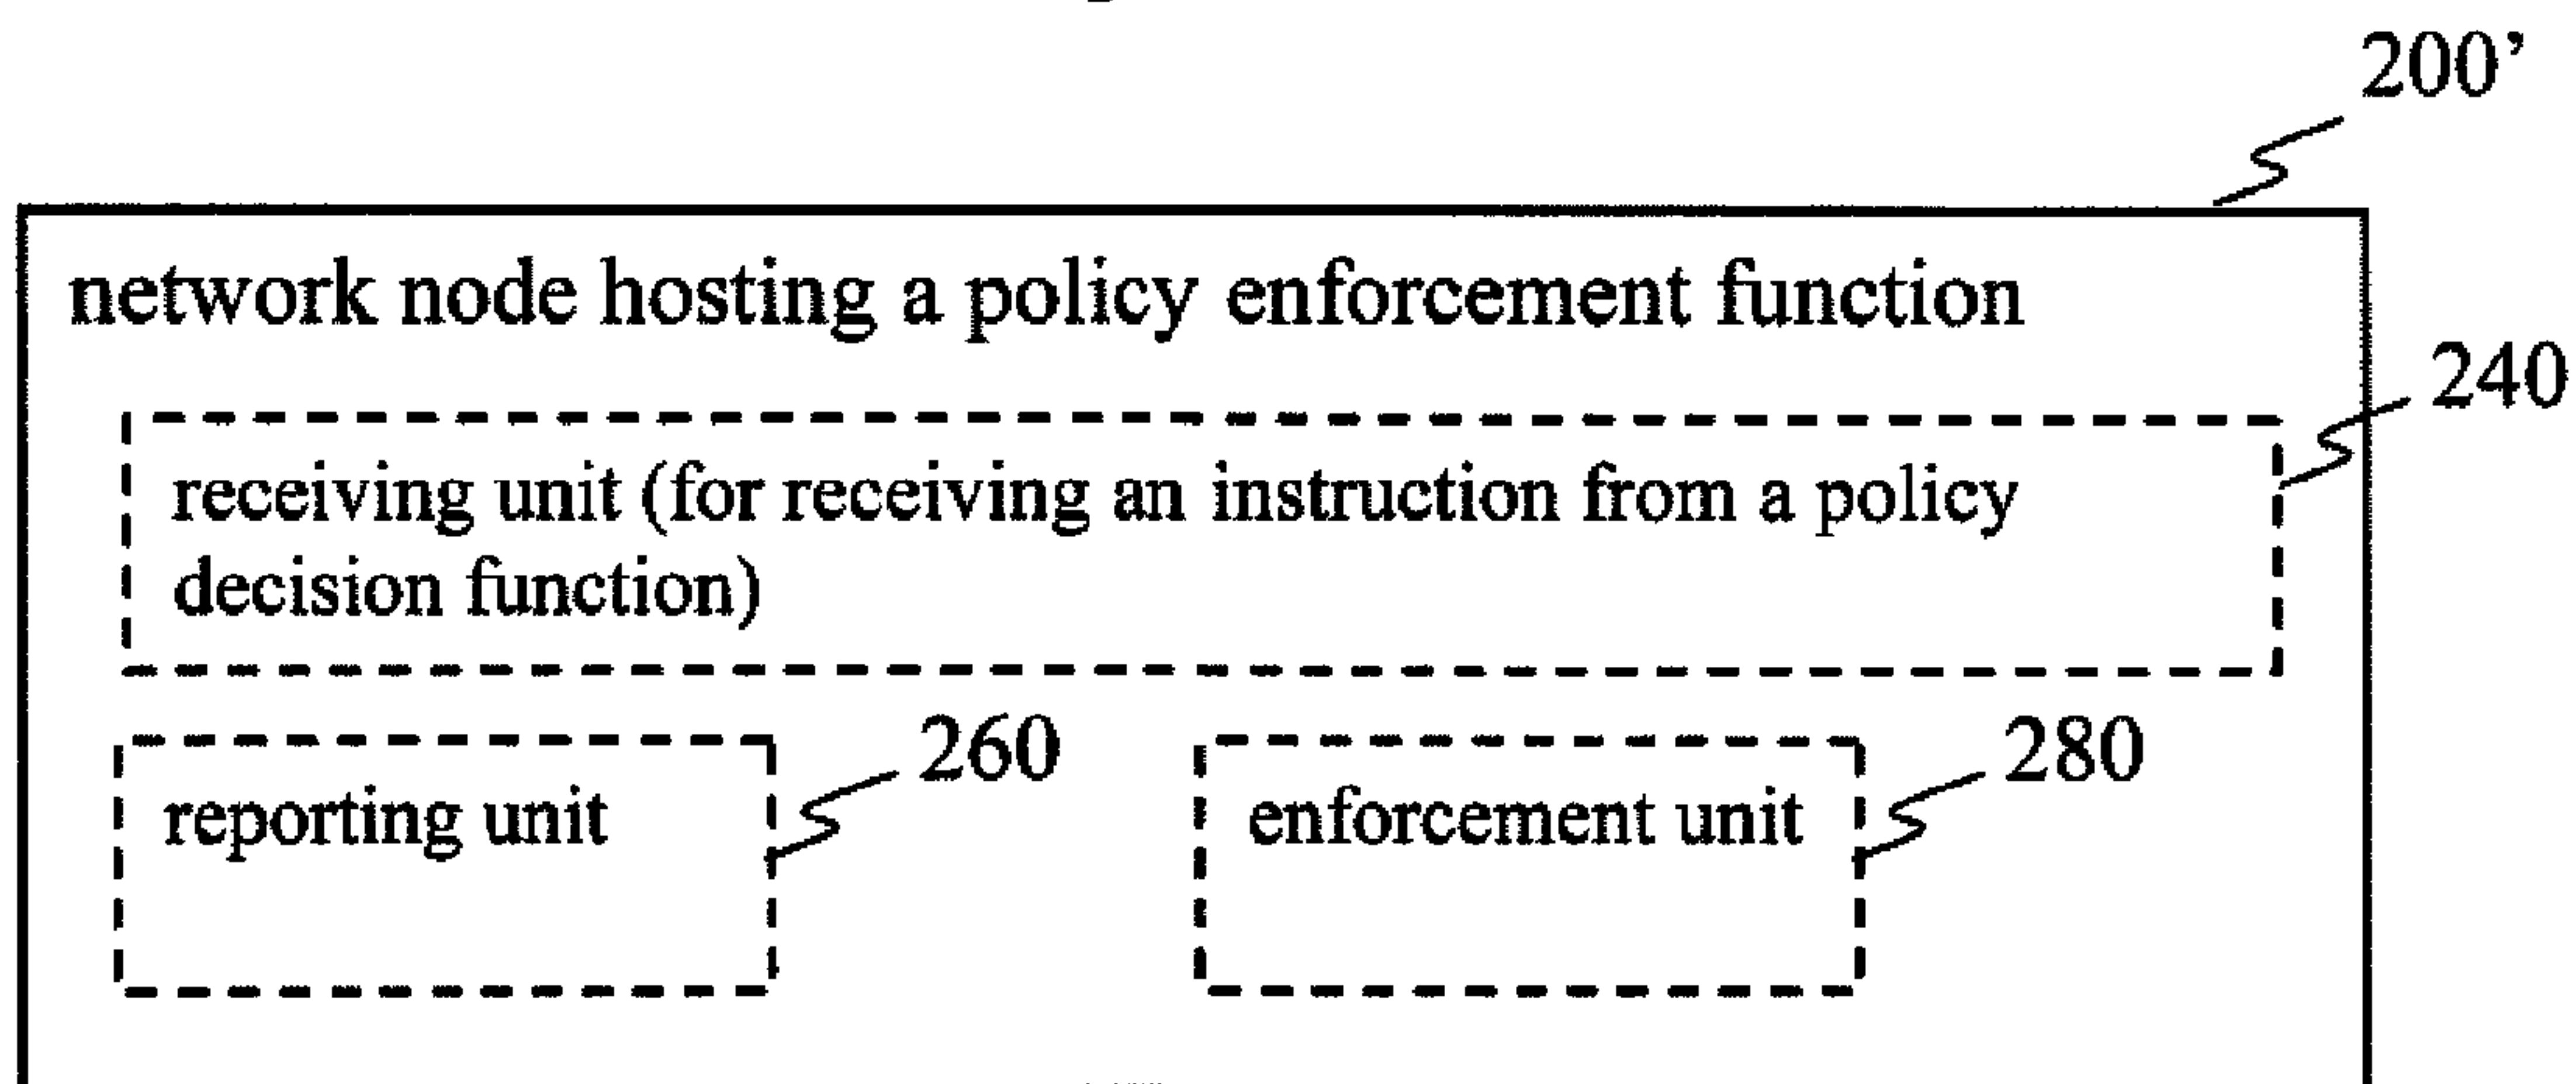 200’
network node hosting a policy enforcement function
240
receiving unit (for receiving an instruction from a policy
decision function)
260
280
reporting unit
enforcement unit